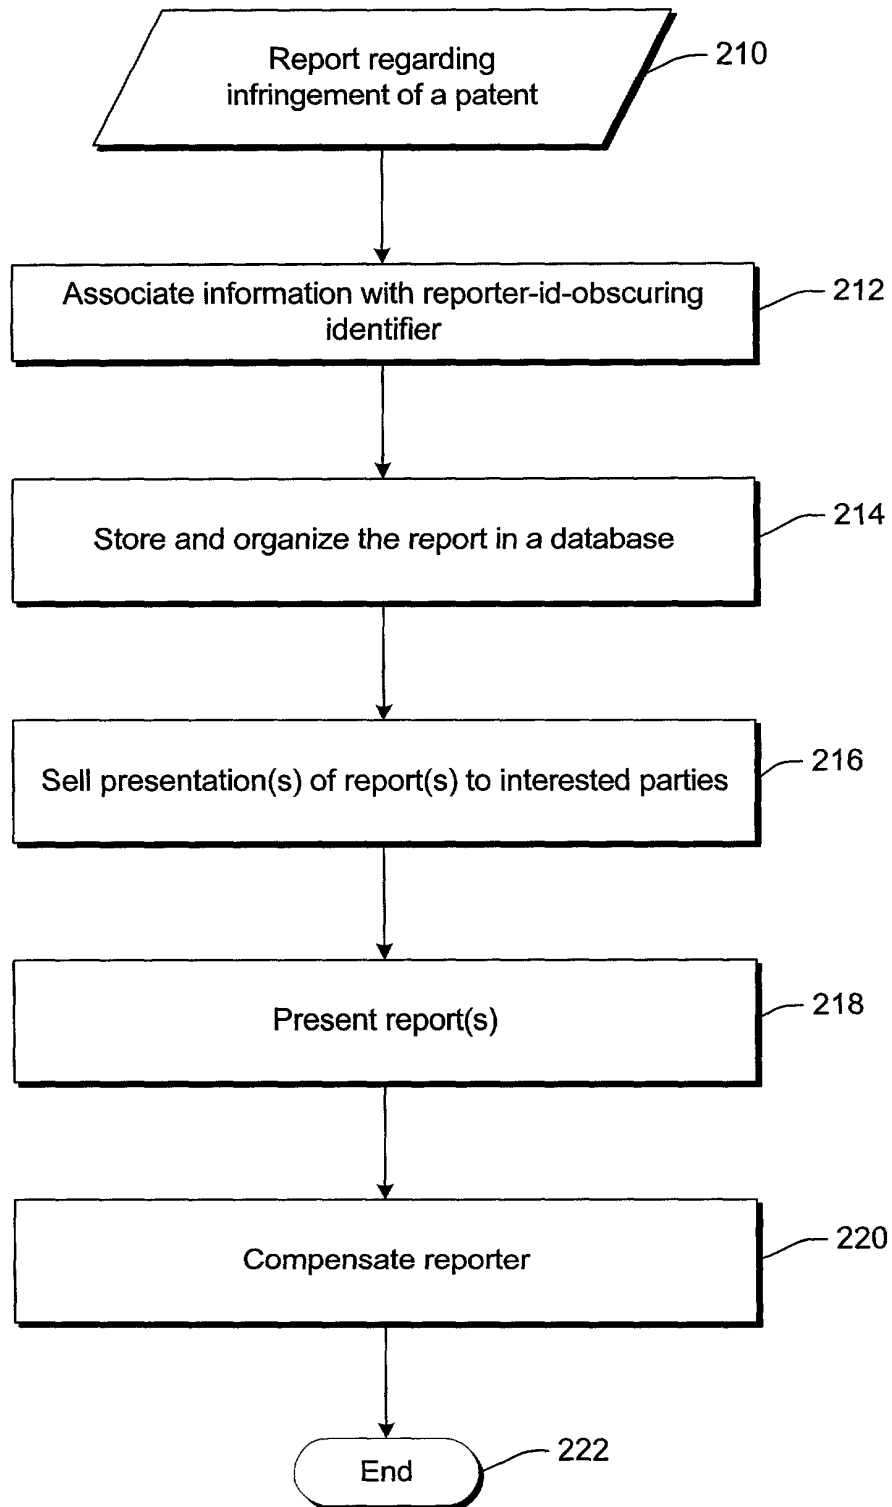 Report regarding
infringement of a patent
210
Associate information with reporter-id-obscuring
identifier
212
Store and organize the report in a database
214
Sell presentation(s) of report(s) to interested parties
216
Present report(s)
218
Compensate reporter
220
End
222